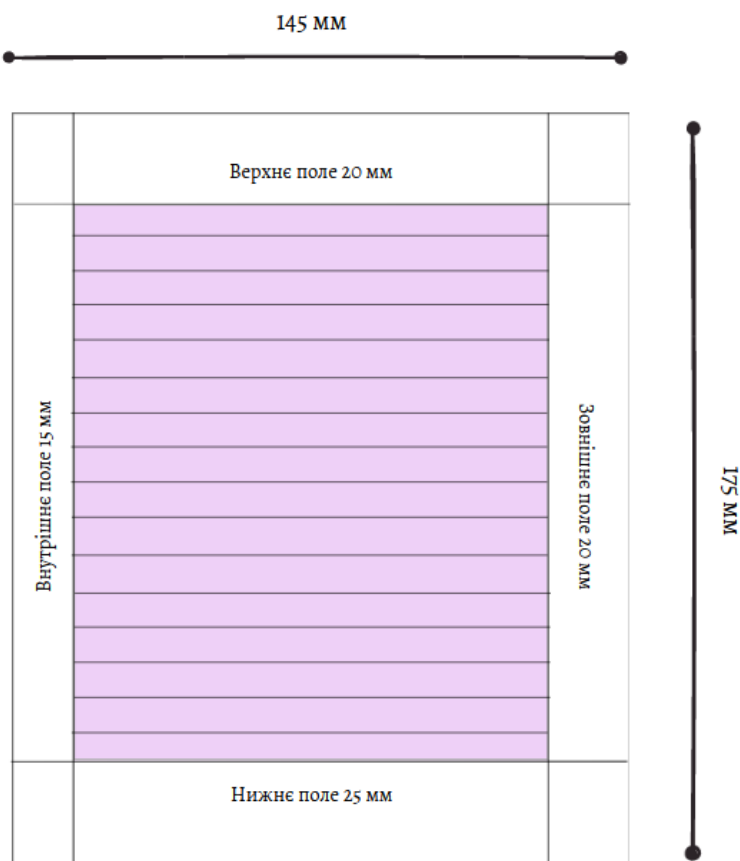 145 мм
Верхнє поле 20 мм
Внутрішнє поле 15 мм
Зовнішнє поле 20 мм
175 мм
Нижнє поле 25 мм